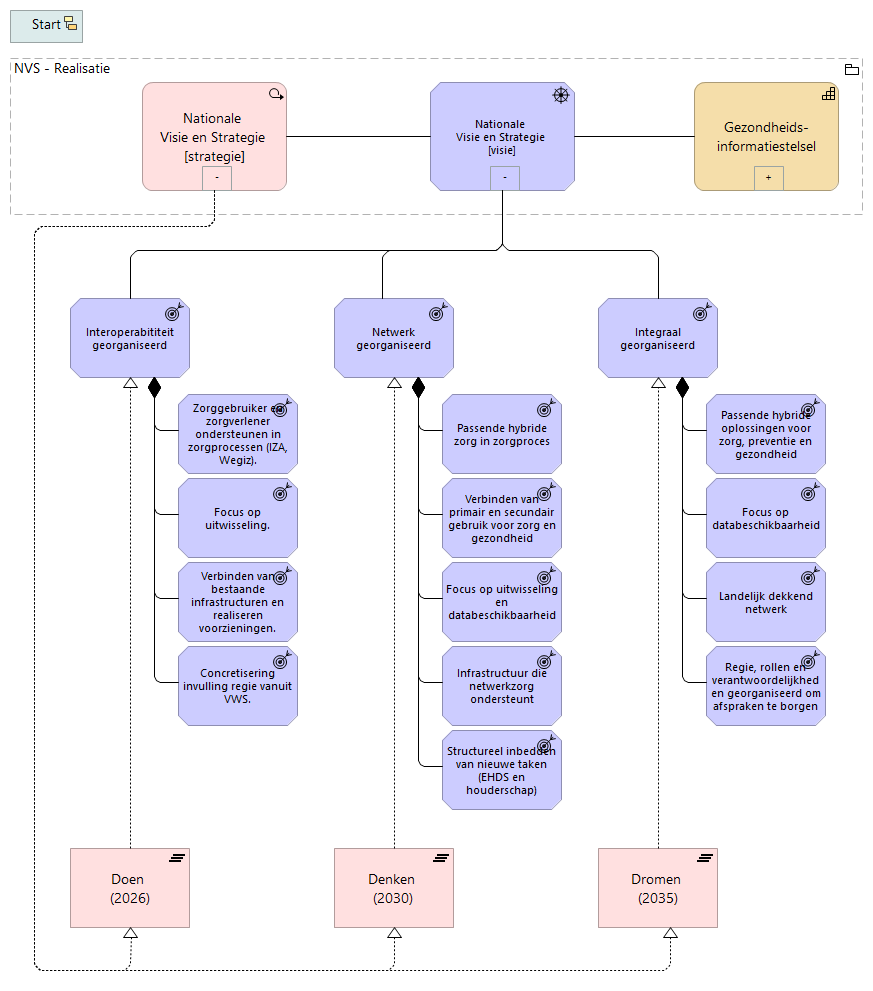 Start
NVS - Realisatie
Nationale
Visie en Strategie
[strategie]
-
Nationale
Visie en Strategie
[visie]
-
Gezondheids-
informatiestelsel
+
Interoperabititeit
georganiseerd
Netwerk
georganiseerd
Integraal
georganiseerd
Zorggebruiker en
zorgverlener
ondersteunen in
zorgprocessen (IZA,
Wegiz).
Focus op
uitwisseling.
Verbinden van
bestaande
infrastructuren en
realiseren
voorzieningen.
Concretisering
invulling regie vanuit
VWS.
Passende hybride
zorg in zorgproces
Verbinden van
primair en secundair
gebruik voor zorg en
gezondheid
Focus op uitwisseling
en
databeschikbaarheid
Infrastructuur die
netwerkzorg
ondersteunt
Structureel inbedden
van nieuwe taken
(EHDS en
houderschap)
Passende hybride
oplossingen voor
zorg, preventie en
gezondheid
Focus op
databeschikbaarheid
Landelijk dekkend
netwerk
Regie, rollen en
verantwoordelijkhed
en georganiseerd om
afspraken te borgen
Doen
(2026)
Denken
(2030)
Dromen
(2035)